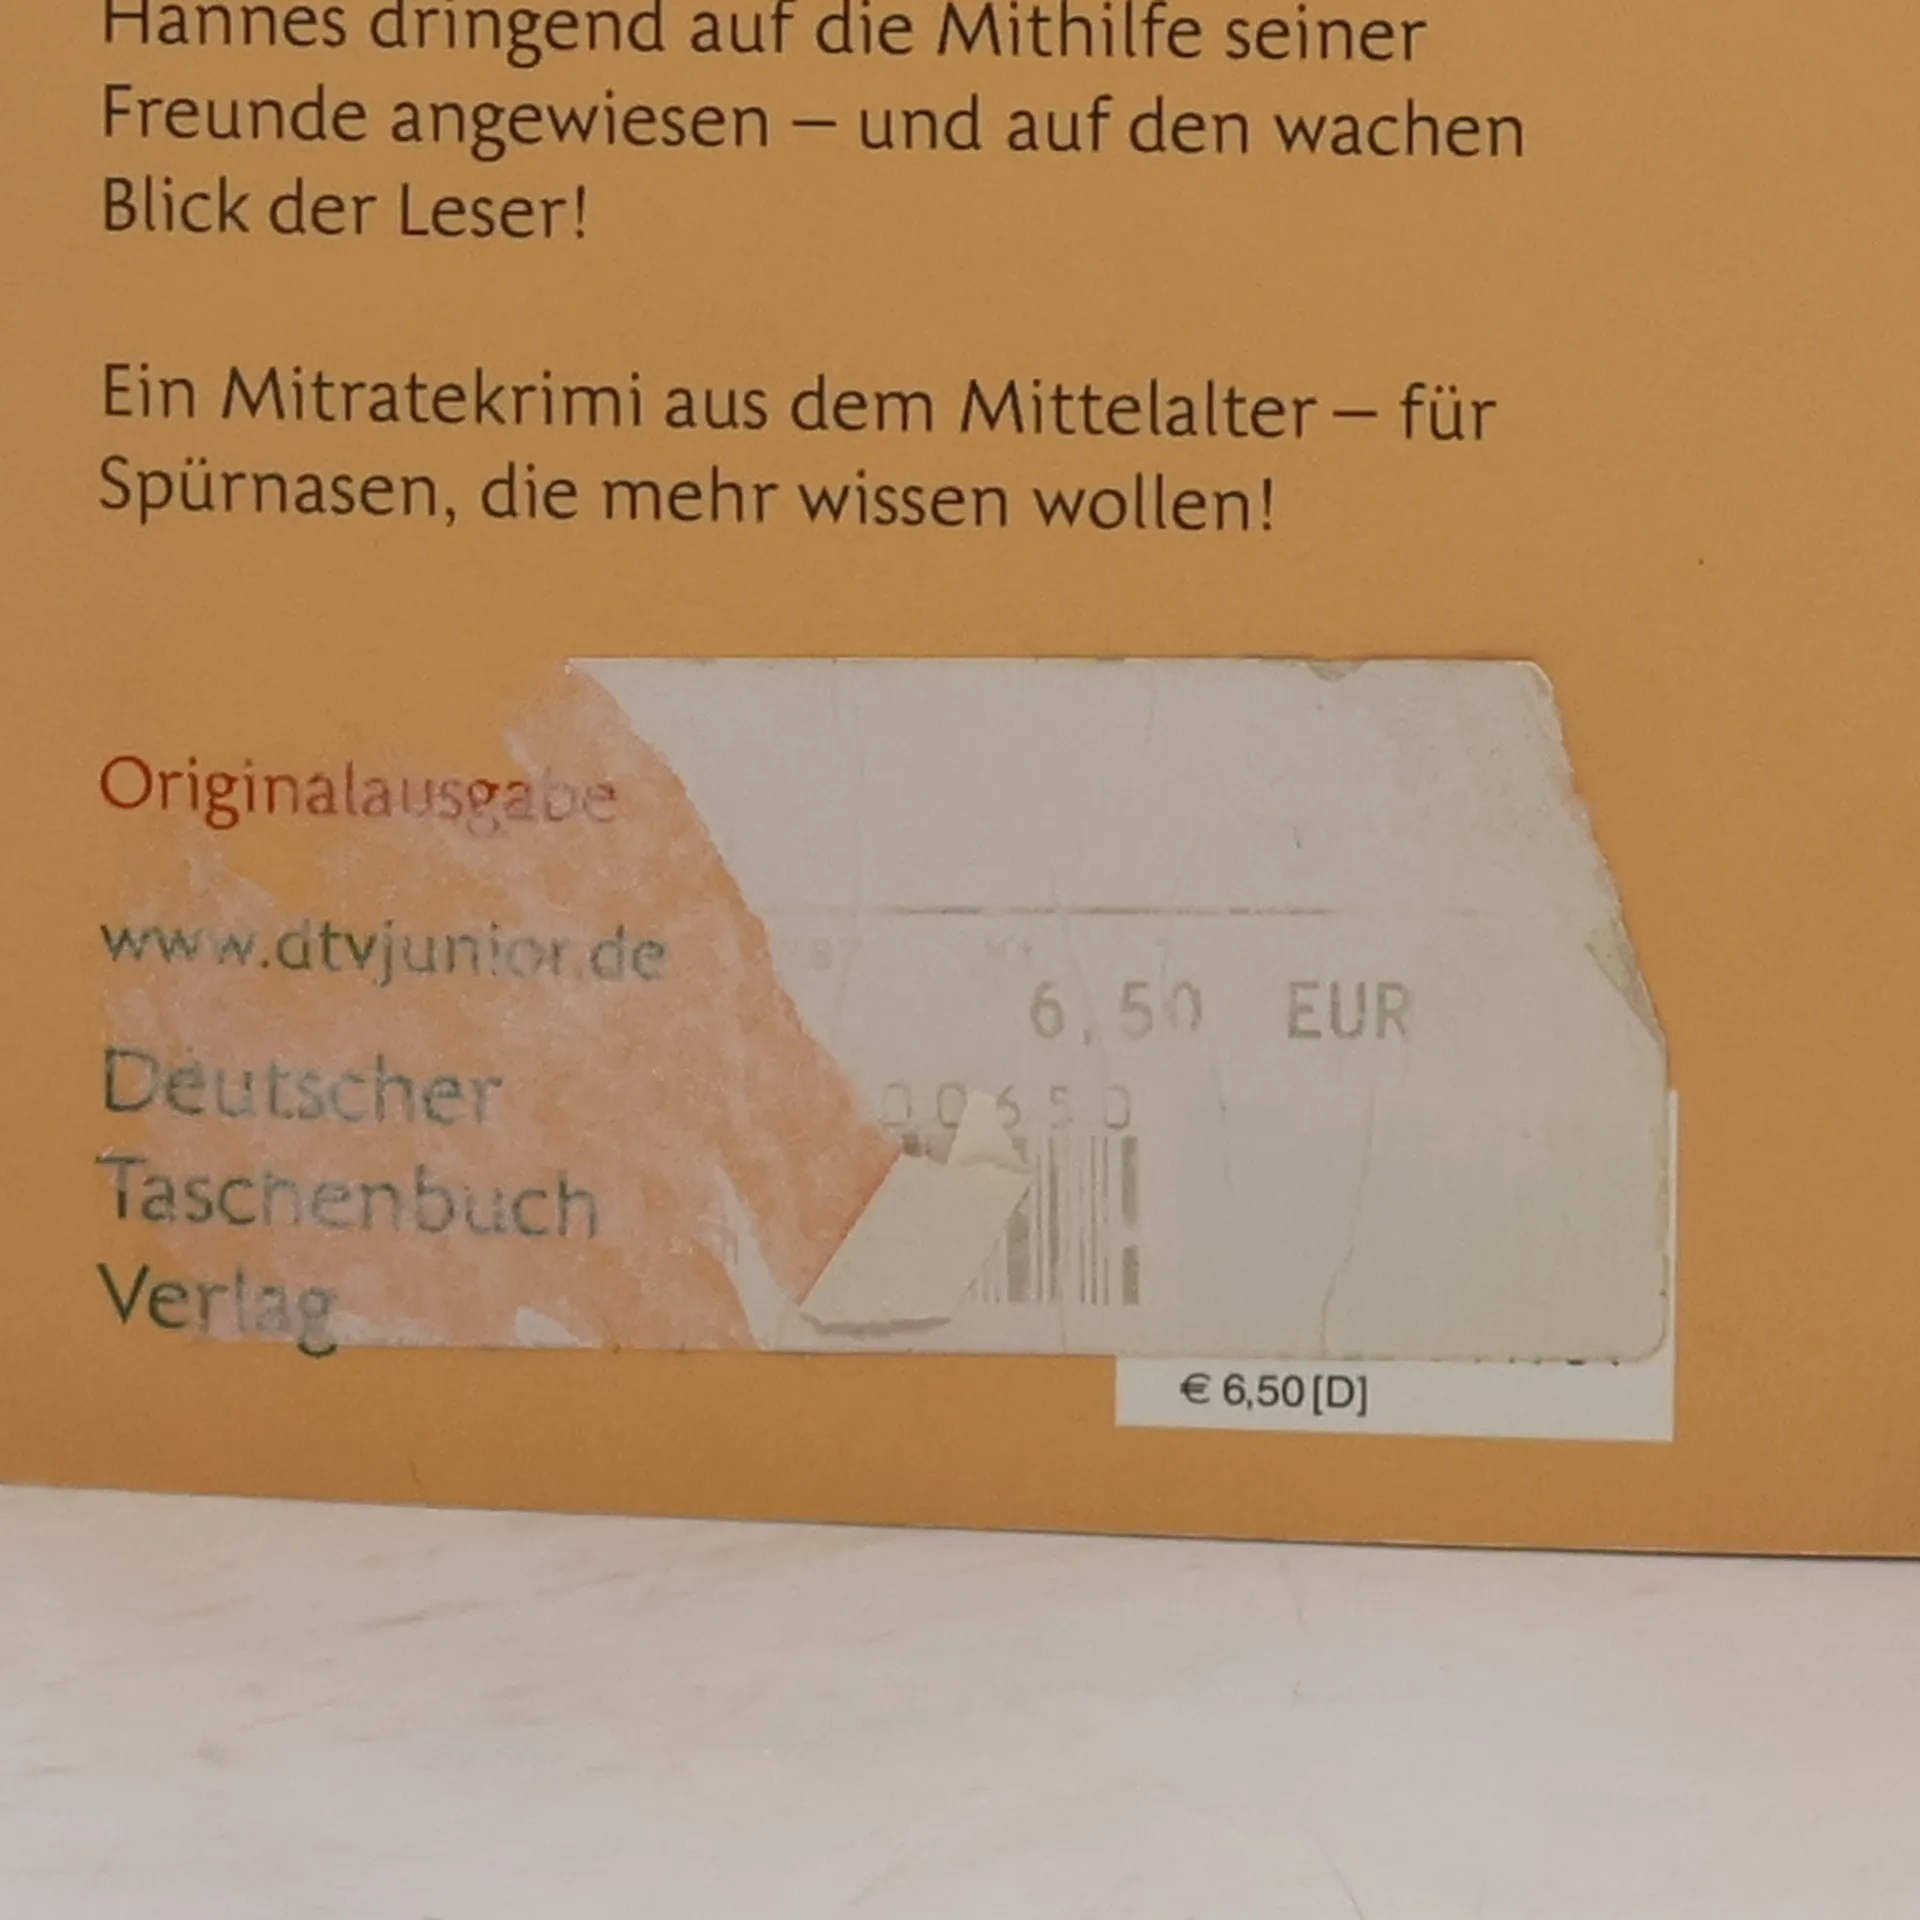 Hannes dringend auf die Mithilfe seiner
Freunde angewiesen – und auf den wachen
Blick der Leser!
Ein Mitratekrimi aus dem Mittelalter – für
Spürnasen, die mehr wissen wollen!
Originalausgabe
www.dtvjunior.de
6,50 EUR
Deutscher
00650
Taschenbuch
Verlag
€ 6,50 [D]